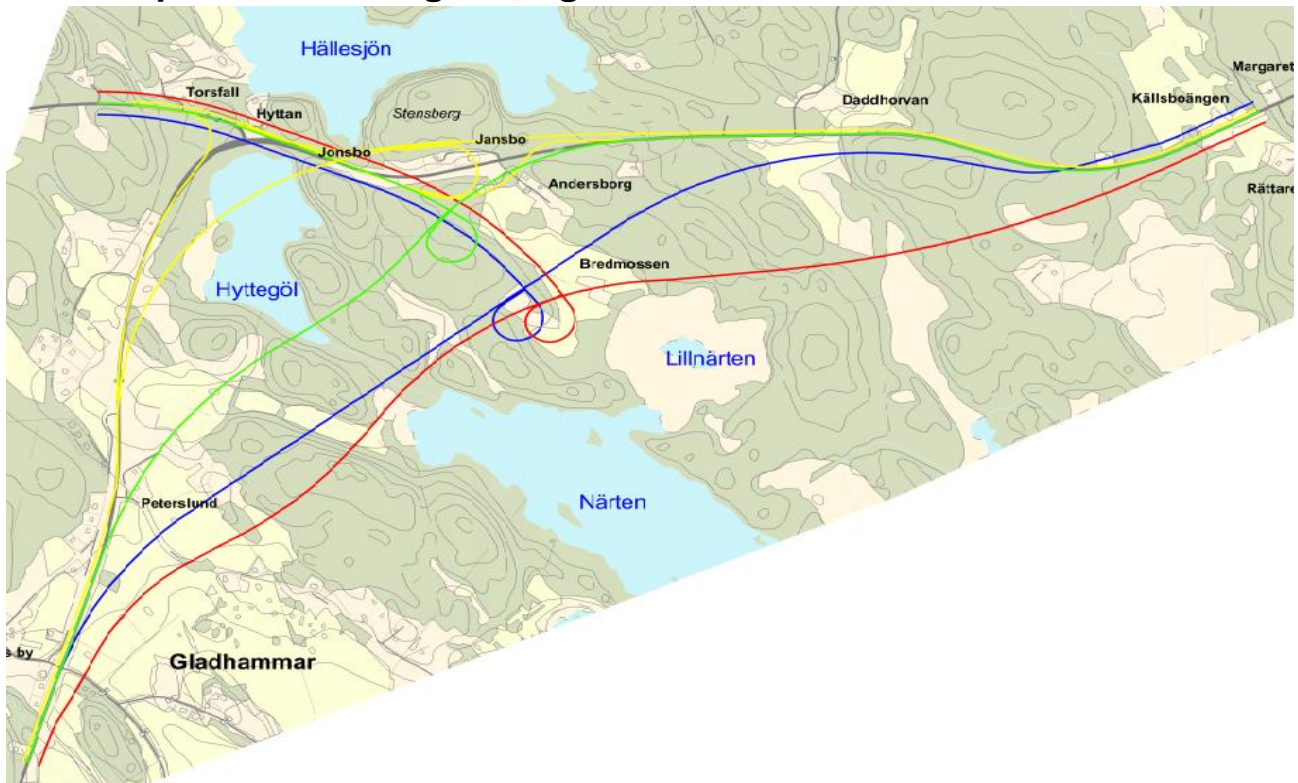 Hällesjön
Margaret
Torsfall
Källsboängen
Daddhorvan
Hyttan
Stensberg
Jansbo
Jonsbo
Andersborg
Rättare
Bredmossen
Hyttegöl
Lillnärten
Närten
Peterslund
s by
Gladhammar